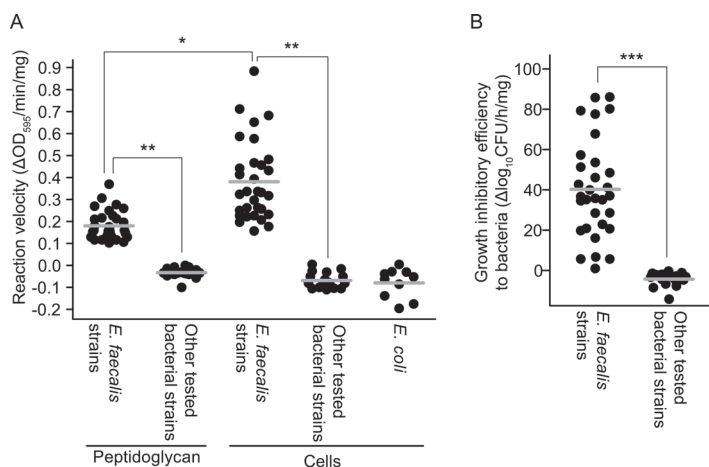 A
B
*
**
**
***
Reaction velocity (ΔOD595/min/mg)
0.9
0.8
0.7
0.6
0.5
0.4
0.3
0.2
0.1
0.0
-0.1
-0.2
E. faecalis
strains
Other tested
bacterial strains
E. faecalis
strains
Other tested
bacterial strains
E. coli
Peptidoglycan
Cells
Growth inhibitory efficiency
to bacteria (Δlog10 CFU/h/mg)
100
80
60
40
20
0
E. faecalis
strains
Other tested
bacterial strains